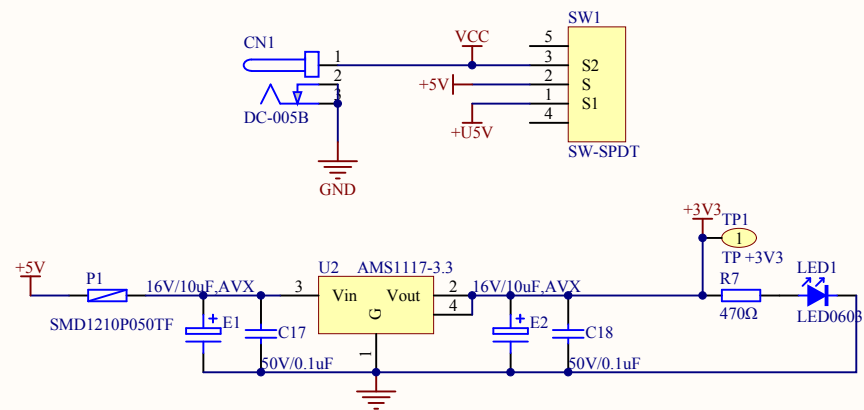 SW1
CN1
VCC
5
1
3
S2
2
+5V
2
S
3
1
S1
DC-005B
4
+U5V
SW-SPDT
GND
+3V3
TP1
1
+5V
TP +3V3
P1
U2
AMS1117-3.3
R7
LED1
16V/10uF,AVX
3
Vin
Vout
2
16V/10uF,AVX
4
G
SMD1210P050TF
+
E1
C17
+
E2
C18
470Ω
LED0603
1
50V/0.1uF
50V/0.1uF